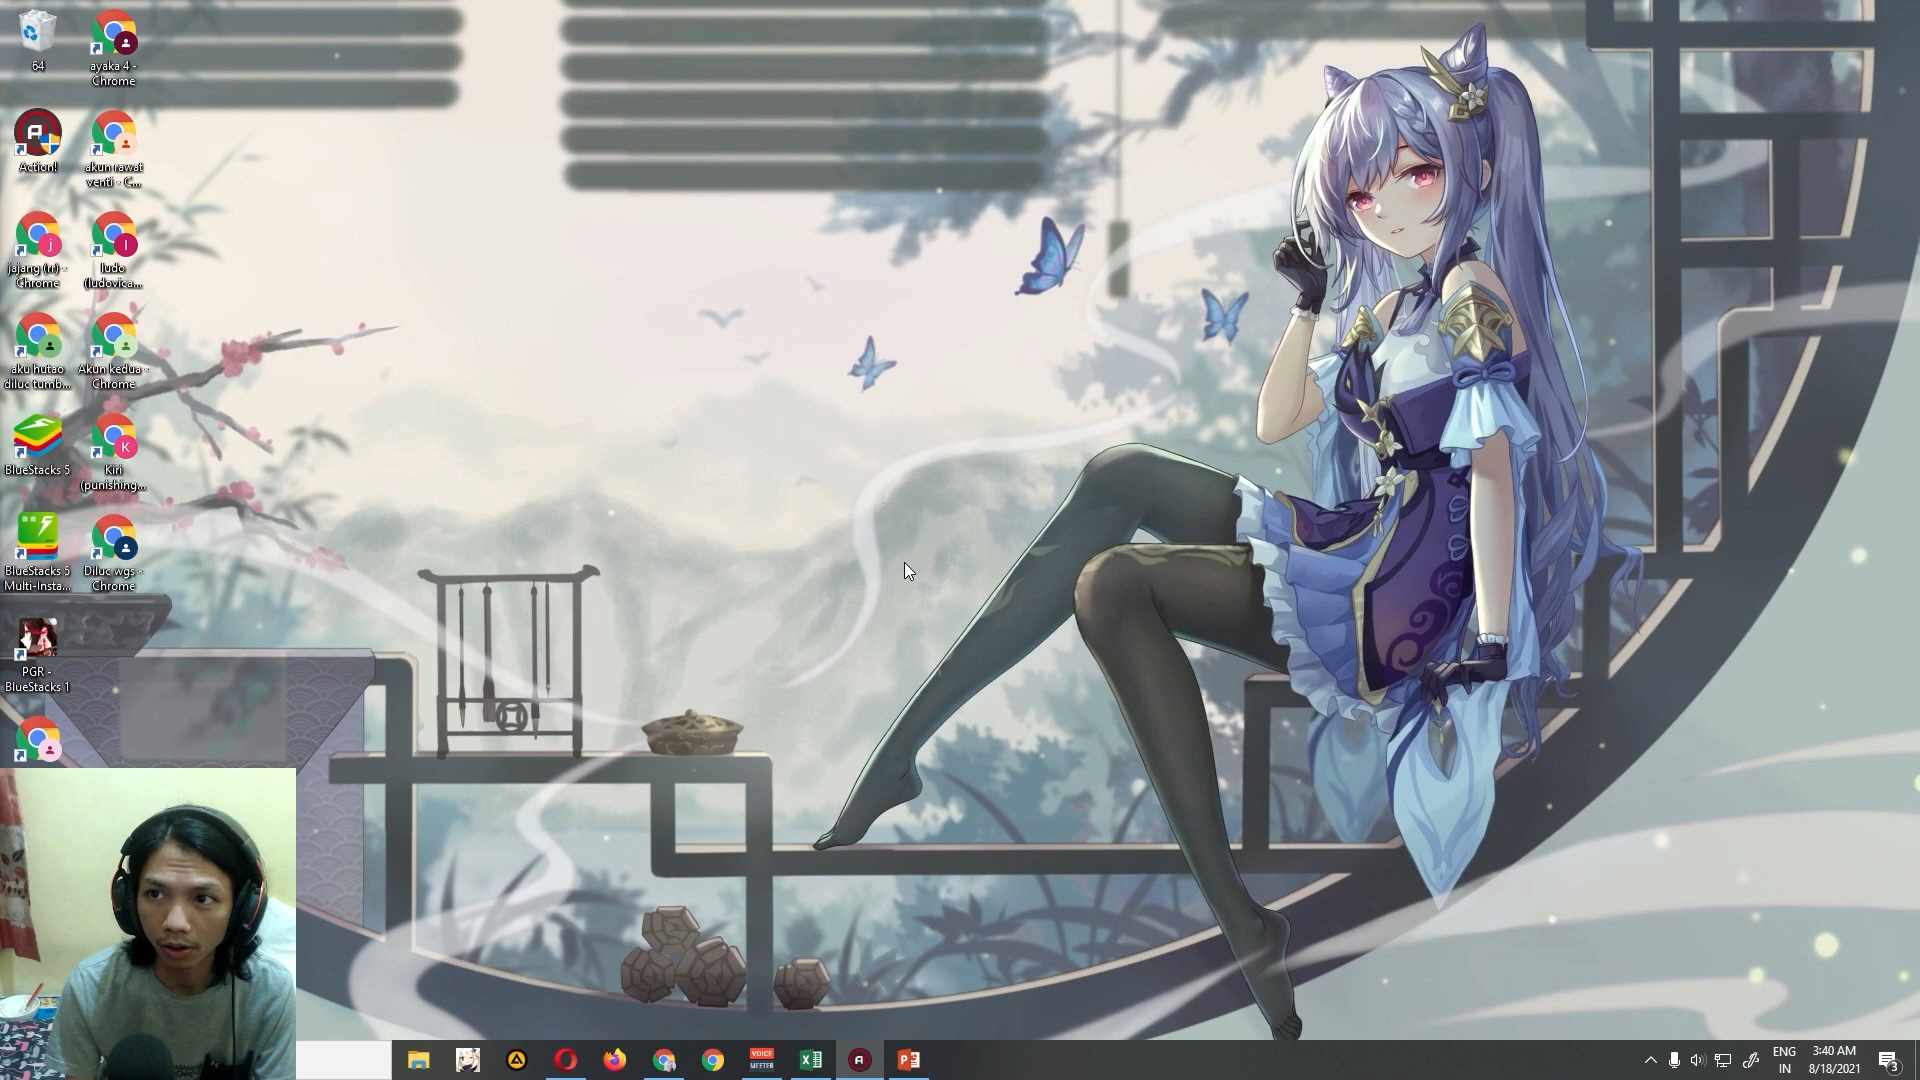 64
ayaka 4 -
Chrome
Action!
akun rawat
venti - C...
jajang (rr) -
Chrome
ludo
(ludovica...
aku hutao
diluc tumb...
Akun kedua -
Chrome
BlueStacks 5
Kiri
(punishing...
BlueStacks 5
Multi-Insta...
Diluc wgs -
Chrome
PGR -
BlueStacks 1
VOICE
MEETER
ENG
IN
3:40 AM
8/18/2021
3